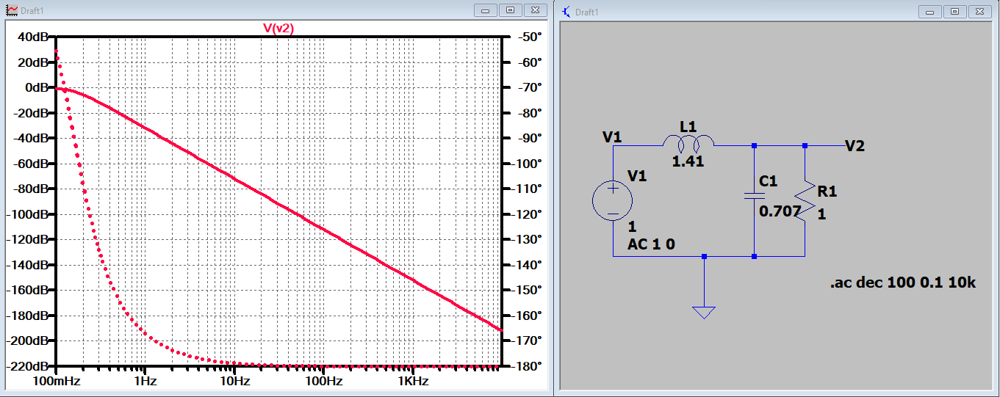 Draft1
V(v2)
40dB
20dB
0dB
-20dB
-40dB
-60dB
-80dB
-100dB
-120dB
-140dB
-160dB
-180dB
-200dB
-220dB
-50°
-60°
-70°
-80°
-90°
-100°
-110°
-120°
-130°
-140°
-150°
-160°
-170°
-180°
100mHz 1Hz 10Hz 100Hz 1KHz
Draft1
V1
L1
1.41
V2
V1
1
AC 1 0
C1
0.707
R1
1
.ac dec 100 0.1 10k